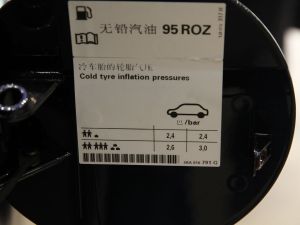 无铅汽油 95 ROZ
冷车胎的轮胎气压
Cold tyre inflation pressures
/bar
2,4 2,4
2,6 3,0